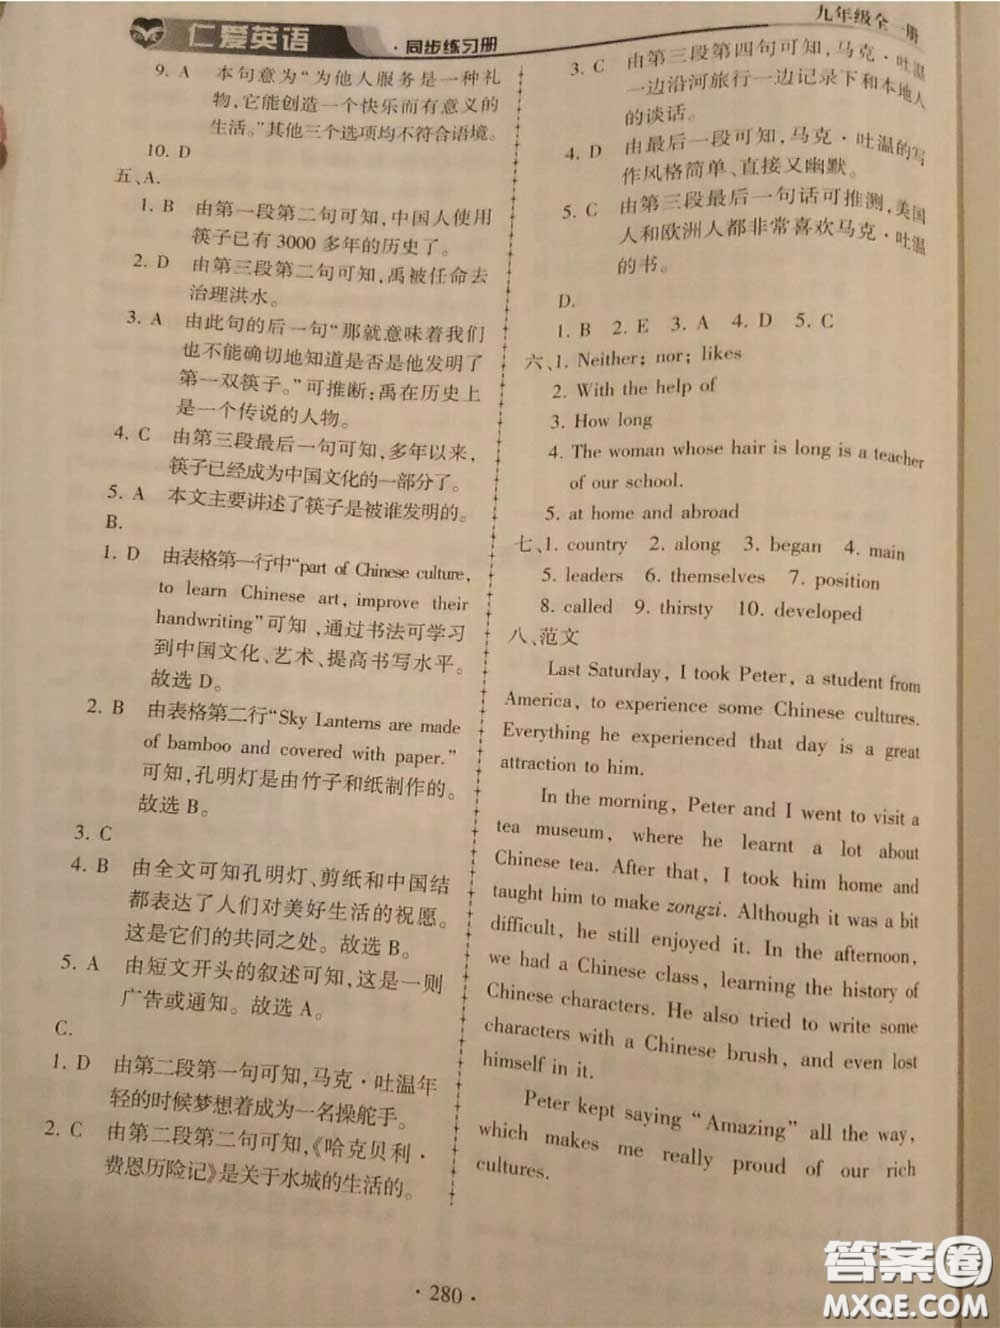 仁爱英语 ·同步练习册
九年级全一册
9. A 本句意为“为他人服务是一种礼
物,它能创造一个快乐而有意义的
生活。”其他三个选项均不符合语境。
10. D
五、A.
1. B 由第一段第二句可知,中国人使用
筷子已有 3000 多年的历史了。
2. D 由第三段第二句可知,禹被任命去
治理洪水。
3. A 由此句的后一句“那就意味着我们
也不能确切地知道是否是他发明了
第一双筷子。”可推断:禹在历史上
是一个传说的人物。
4. C 由第三段最后一句可知,多年以来,
筷子已经成为中国文化的一部分了。
5. A 本文主要讲述了筷子是被谁发明的。
B.
1. D 由表格第一行中“part of Chinese culture,
to learn Chinese art, improve their
handwriting”可知,通过书法可学习
到中国文化、艺术、提高书写水平。
故选 D。
2. B 由表格第二行“Sky Lanterns are made
of bamboo and covered with paper.”
可知,孔明灯是由竹子和纸制作的。
故选 B。
3. C
4. B 由全文可知孔明灯、剪纸和中国结
都表达了人们对美好生活的祝愿。
这是它们的共同之处。故选 B。
5. A 由短文开头的叙述可知,这是一则
广告或通知。故选 A。
C.
1. D 由第二段第一句可知,马克·吐温年
轻的时候梦想着成为一名操舵手。
2. C 由第二段第二句可知,《哈克贝利·
费恩历险记》是关于水城的生活的。
3. C 由第三段第四句可知,马克·吐温
一边沿河旅行一边记录下和本地人
的谈话。
4. D 由最后一段可知,马克·吐温的写
作风格简单、直接又幽默。
5. C 由第三段最后一句话可推测,美国
人和欧洲人都非常喜欢马克·吐温
的书。
D.
1. B 2. E 3. A 4. D 5. C
六、1. Neither; nor; likes
2. With the help of
3. How long
4. The woman whose hair is long is a teacher
of our school.
5. at home and abroad
七、1. country 2. along 3. began 4. main
5. leaders 6. themselves 7. position
8. called 9. thirsty 10. developed
八、范文
Last Saturday, I took Peter, a student from
America, to experience some Chinese cultures.
Everything he experienced that day is a great
attraction to him.
In the morning, Peter and I went to visit a
tea museum, where he learnt a lot about
Chinese tea. After that, I took him home and
taught him to make zongzi. Although it was a bit
difficult, he still enjoyed it. In the afternoon,
we had a Chinese class, learning the history of
Chinese characters. He also tried to write some
characters with a Chinese brush, and even lost
himself in it.
Peter kept saying “Amazing” all the way,
which makes me really proud of our rich
cultures.
· 280 ·
答案卷
MXQE.COM